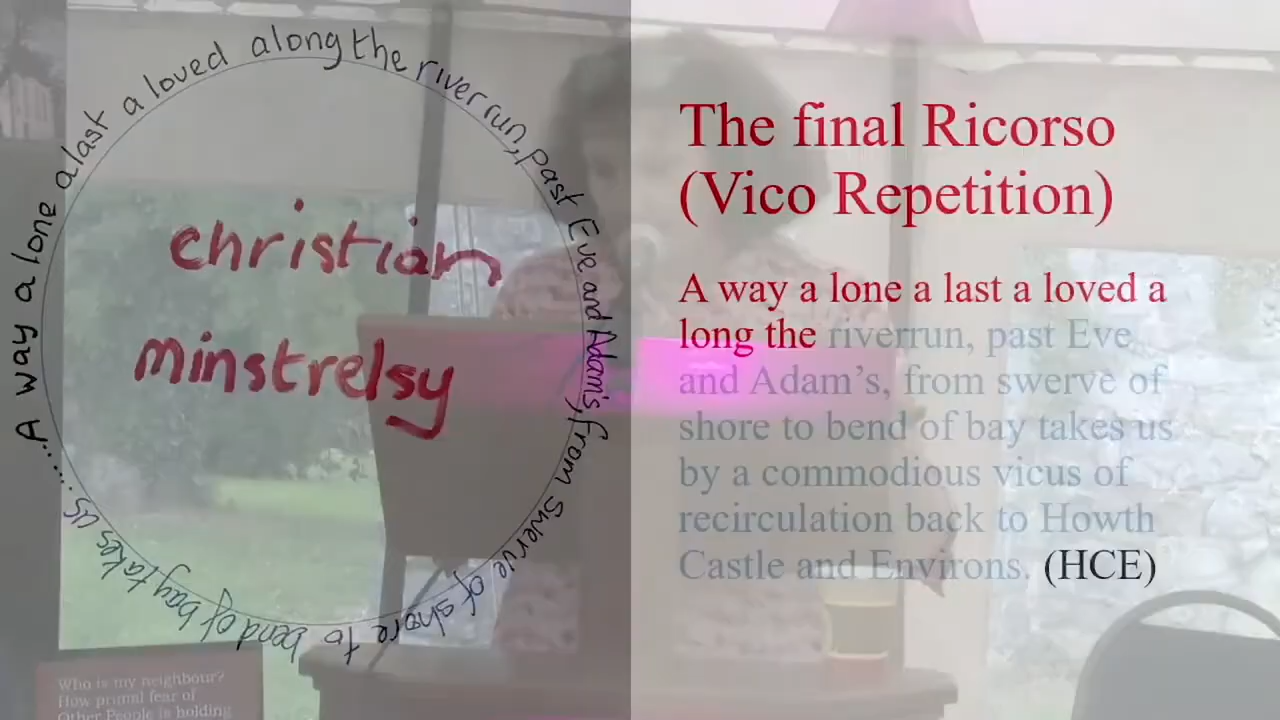 A way a lone alast a loved along the riverrun, past Eve and Adam's, from swerve of shore to bend of bay takes us......
christian
minstrelsy
The final Ricorso
(Vico Repetition)
A way a lone a last a loved a
long the riverrun, past Eve
and Adam’s, from swerve of
shore to bend of bay takes us
by a commodious vicus of
recirculation back to Howth
Castle and Environs. (HCE)
Who is my neighbour?
How primal fear of
Other People is holding